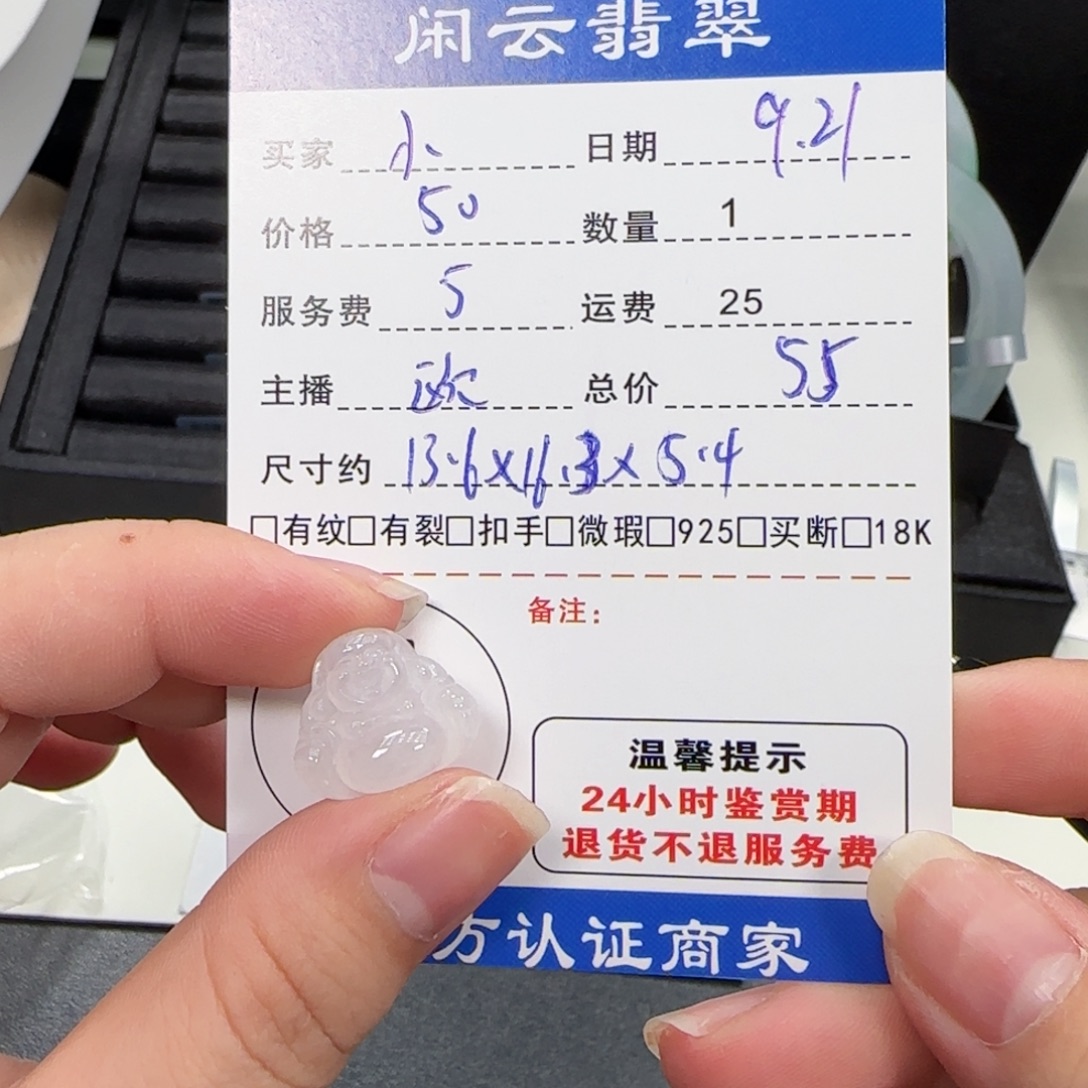 闲云翡翠
买家 小 日期 9.21
价格 50 数量 1
服务费 5 运费 25
主播 欧 总价 55
尺寸约 13.6x16.3x5.4
□有纹□有裂□扣手□微瑕□925□买断□18K
备注：
温馨提示
24小时鉴赏期
退货不退服务费
方认证商家